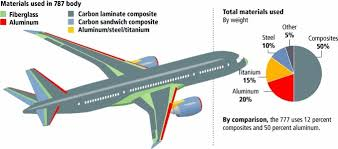 Materials used in 787 body
Fiberglass
Aluminum
Carbon laminate composite
Carbon sandwich composite
Aluminum/steel/titanium
Total materials used
By weight
Other
5%
Steel
10%
Composites
50%
Titanium
15%
Aluminum
20%
By comparison, the 777 uses 12 percent
composites and 50 percent aluminum.